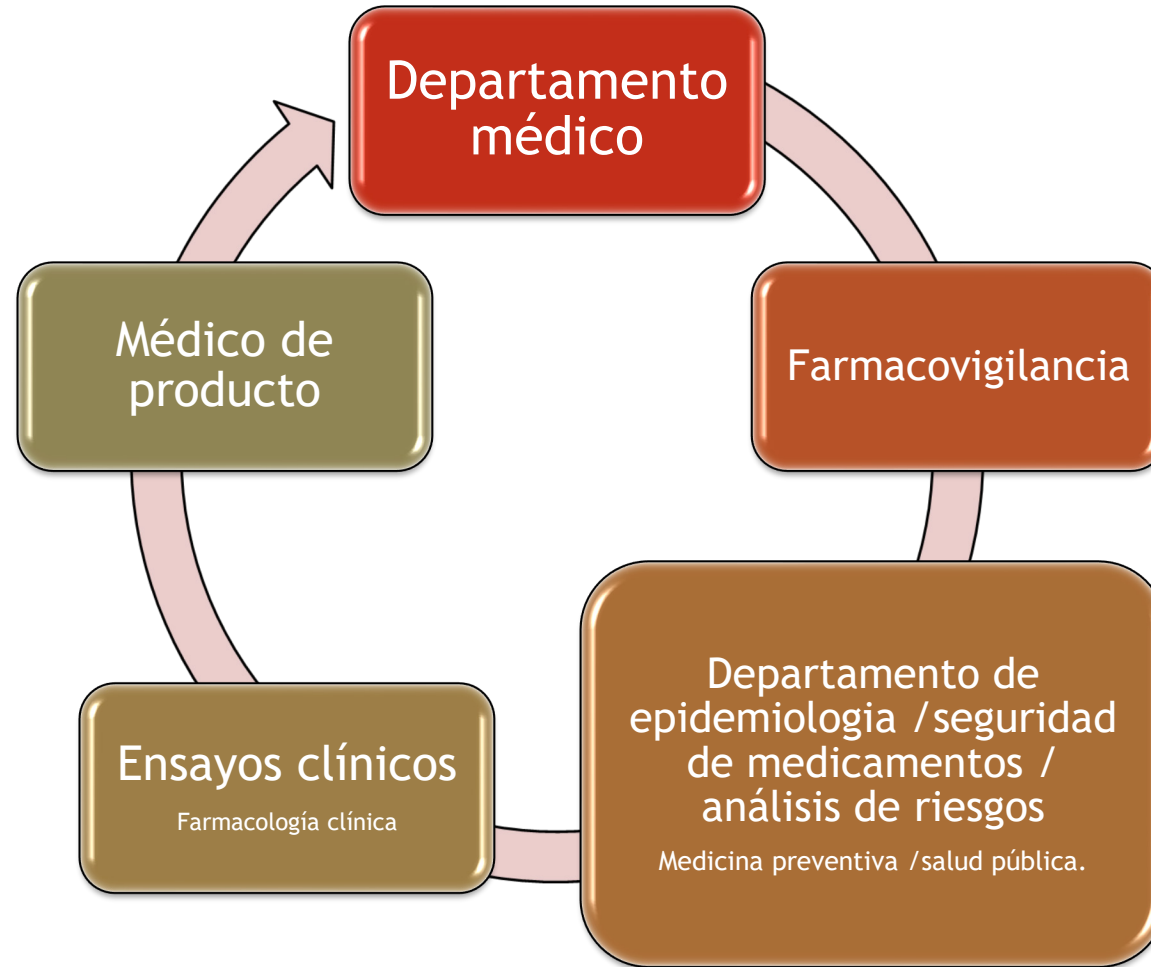 Departamento
médico
Farmacovigilancia
Departamento de
epidemiologia /seguridad
de medicamentos /
análisis de riesgos
Medicina preventiva /salud pública.
Ensayos clínicos
Farmacología clínica
Médico de
producto